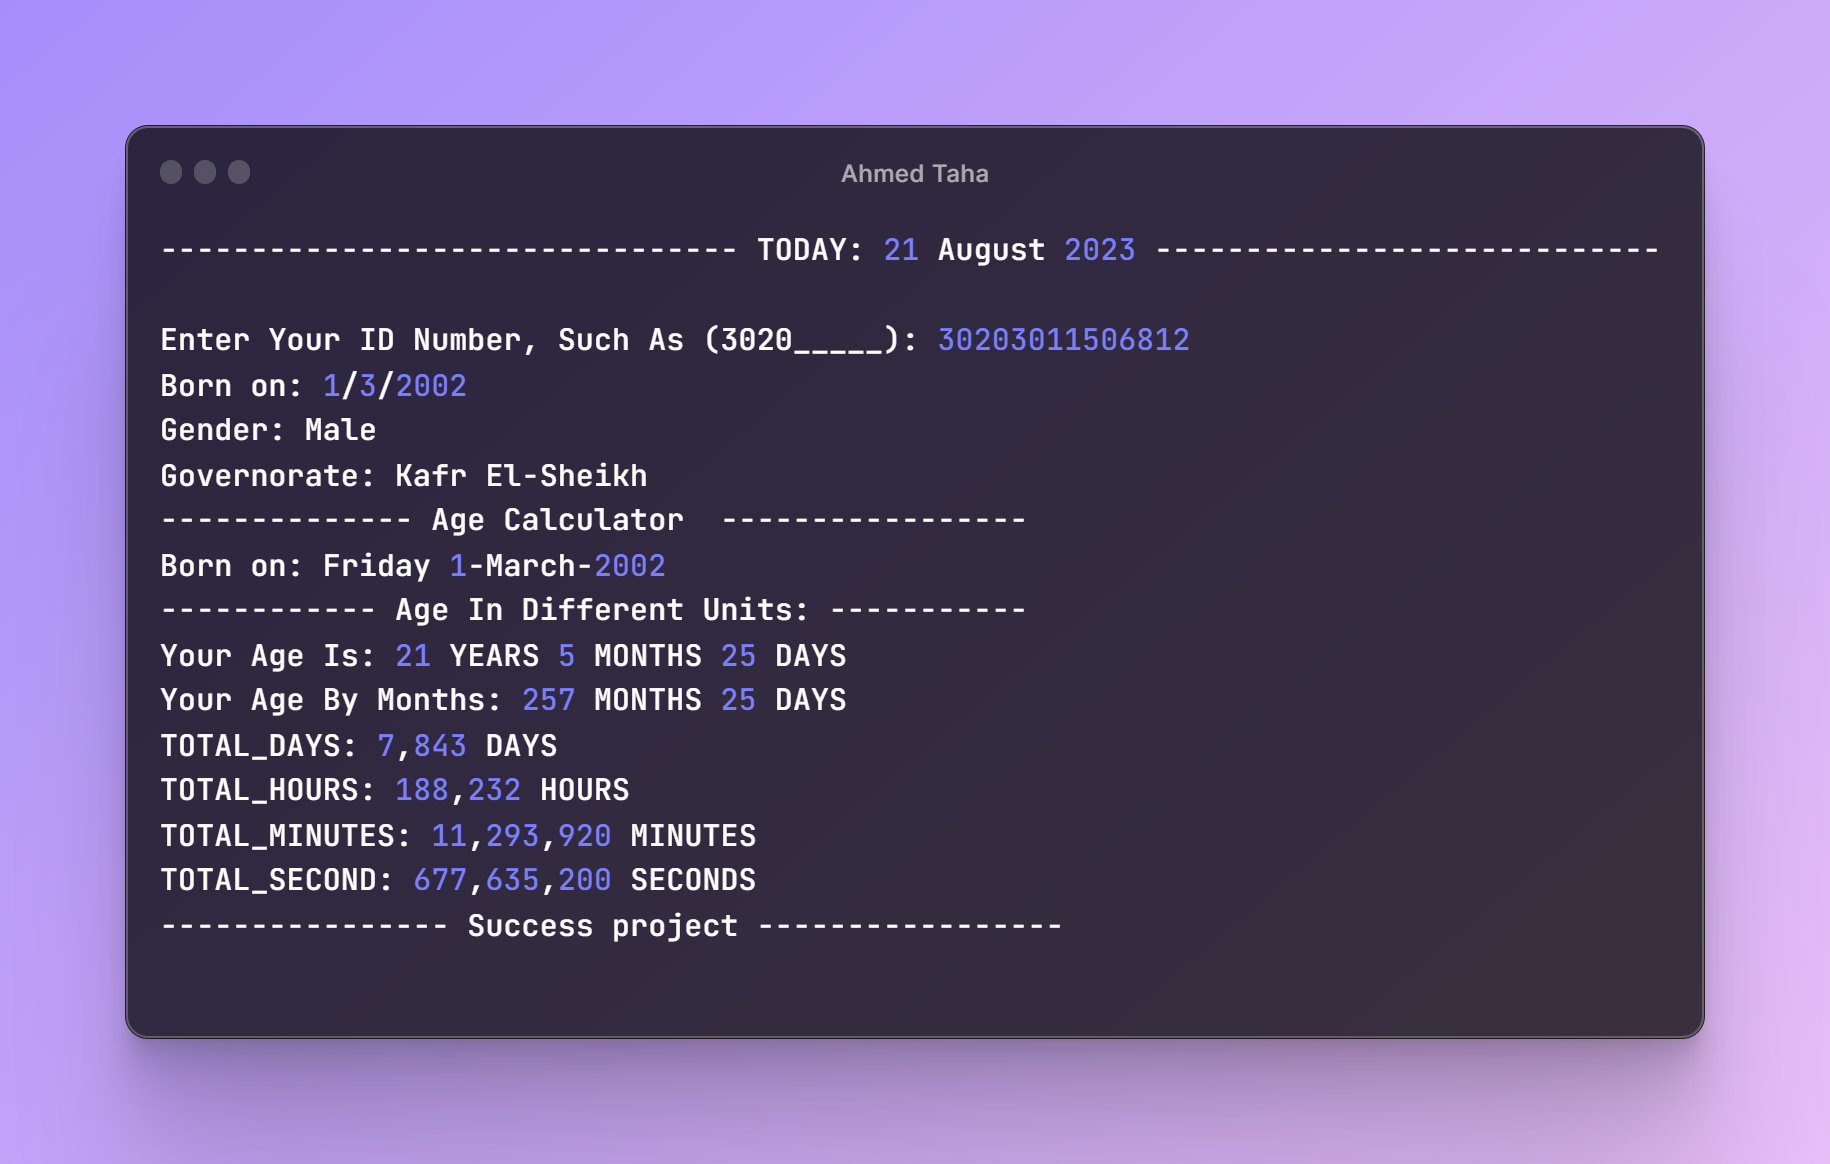 Ahmed Taha
-------------------------------- TODAY: 21 August 2023 ----------------------------
Enter Your ID Number, Such As (3020_____): 30203011506812
Born on: 1/3/2002
Gender: Male
Governorate: Kafr El-Sheikh
-------------- Age Calculator  -----------------
Born on: Friday 1-March-2002
------------ Age In Different Units: -----------
Your Age Is: 21 YEARS 5 MONTHS 25 DAYS
Your Age By Months: 257 MONTHS 25 DAYS
TOTAL_DAYS: 7,843 DAYS
TOTAL_HOURS: 188,232 HOURS
TOTAL_MINUTES: 11,293,920 MINUTES
TOTAL_SECOND: 677,635,200 SECONDS
---------------- Success project -----------------